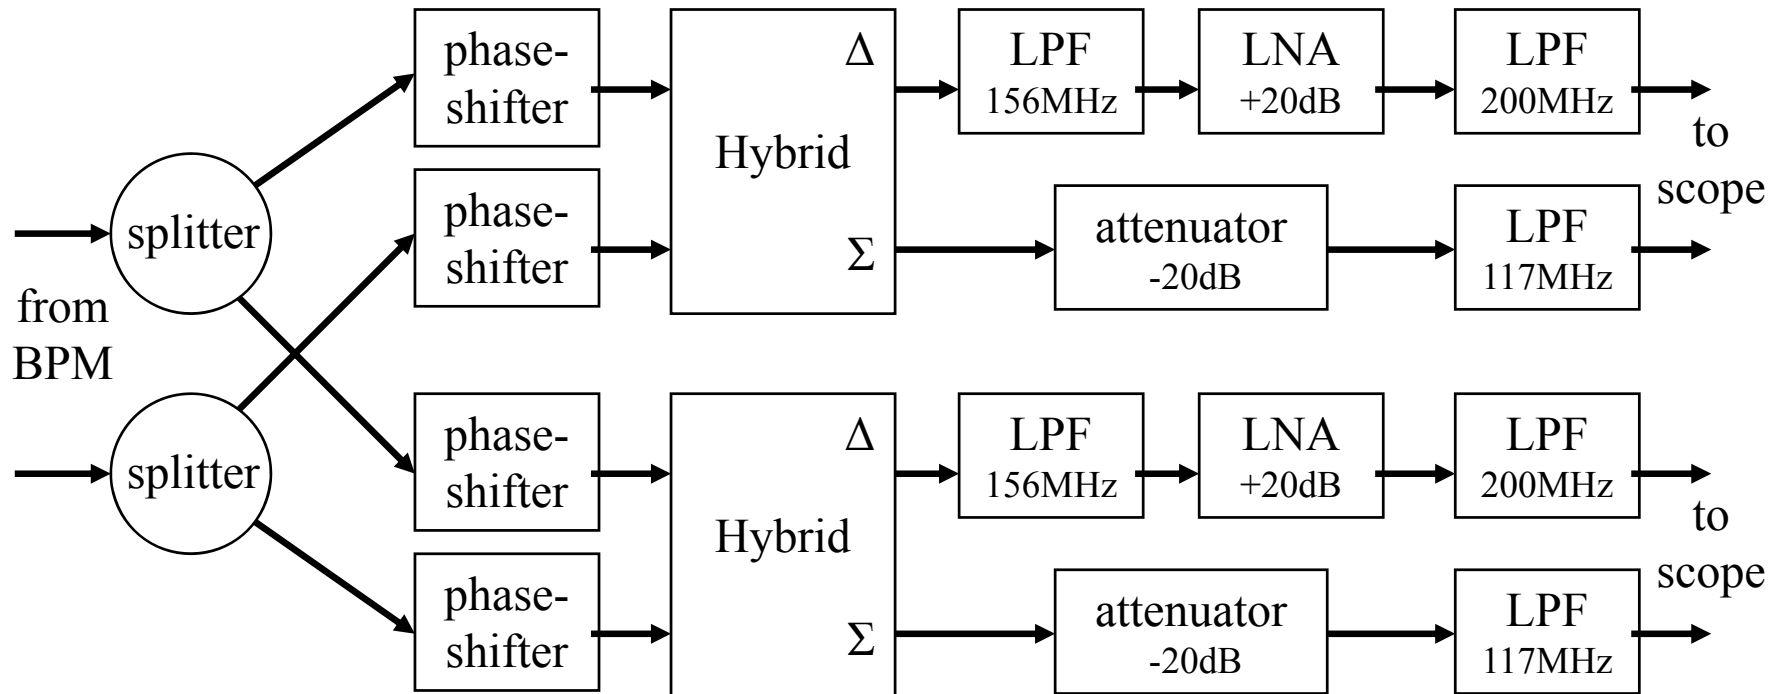 phase-
shifter
Δ
LPF
156MHz
LNA
+20dB
LPF
200MHz
to
scope
Hybrid
splitter
phase-
shifter
Σ
attenuator
-20dB
LPF
117MHz
from
BPM
splitter
phase-
shifter
Δ
LPF
156MHz
LNA
+20dB
LPF
200MHz
to
scope
Hybrid
phase-
shifter
Σ
attenuator
-20dB
LPF
117MHz